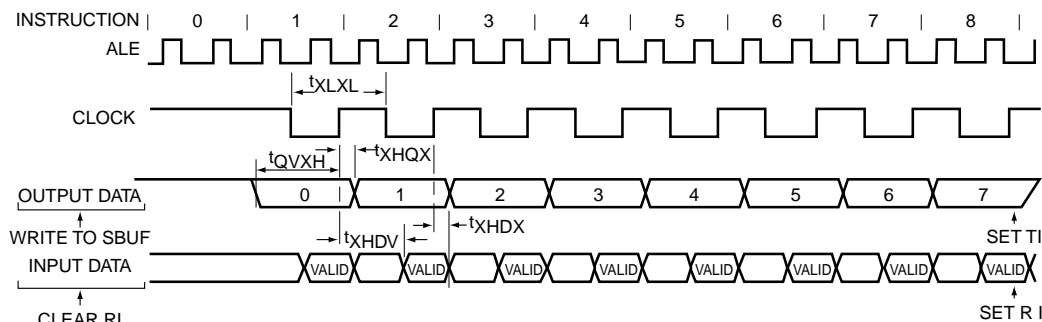 INSTRUCTION | 0 | 1 | 2 | 3 | 4 | 5 | 6 | 7 | 8 |
ALE
tXLXL
CLOCK
tQVXH
tXHQX
OUTPUT DATA
0 1 2 3 4 5 6 7
WRITE TO SBUF
tXHDV
tXHDX
SET TI
INPUT DATA
VALID VALID VALID VALID VALID VALID VALID VALID
CLEAR RI
SET R I